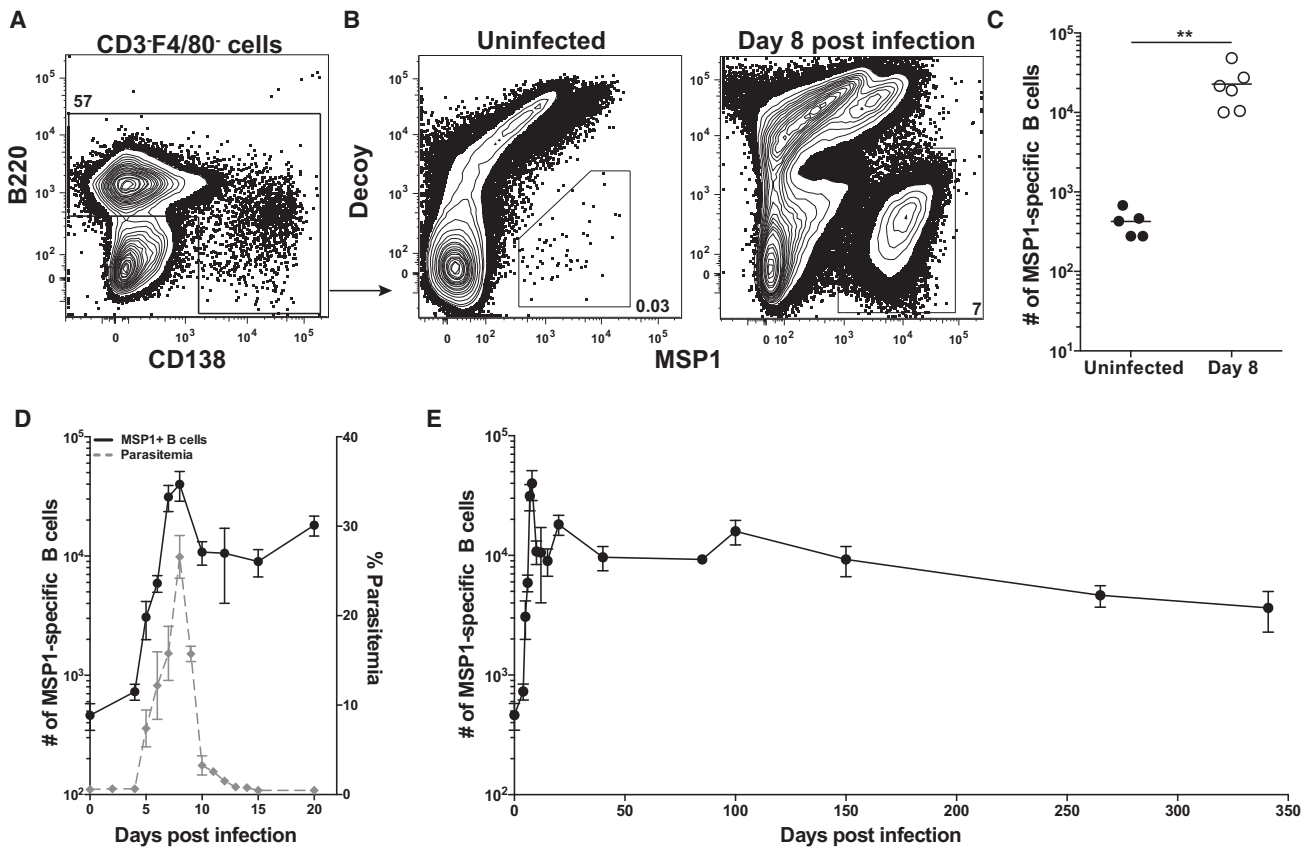 A
CD3⁻F4/80⁻ cells
57
10⁵
10⁴
10³
10²
0
B220
0
10³
10⁴
10⁵
CD138
B
Uninfected
Day 8 post infection
10⁵
10⁴
10³
10²
0
Decoy
0.03
0
10²
10³
10⁴
10⁵
10⁵
10⁴
10³
10²
0
7
0 10²
10³
10⁴
10⁵
MSP1
C
**
10⁵
10⁴
10³
10²
10¹
# of MSP1-specific B cells
Uninfected
Day 8
D
MSP1+ B cells
Parasitemia
10⁵
10⁴
10³
10²
# of MSP1-specific B cells
40
30
20
10
0
% Parasitemia
0
5
10
15
20
Days post infection
E
10⁵
10⁴
10³
10²
# of MSP1-specific B cells
0
50
100
150
200
250
300
350
Days post infection